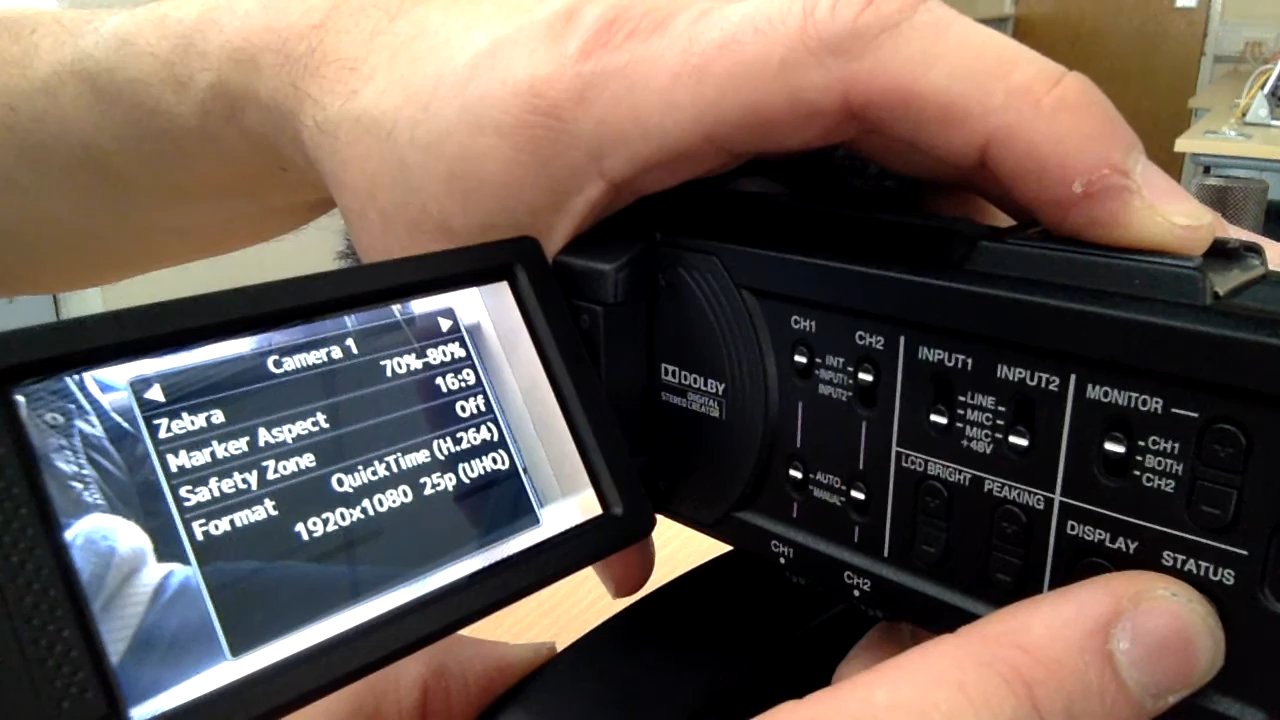 Camera 1
Zebra 70%-80%
Marker Aspect 16:9
Safety Zone Off
Format QuickTime (H.264)
1920x1080 25p (UHQ)
DOLBY
DIGITAL
STEREO CREATOR
CH1
CH2
INT
INPUT1
INPUT2
AUTO
MANUAL
CH1
CH2
INPUT1
INPUT2
LINE
MIC
MIC
+48V
LCD BRIGHT
PEAKING
MONITOR
CH1
BOTH
CH2
DISPLAY
STATUS